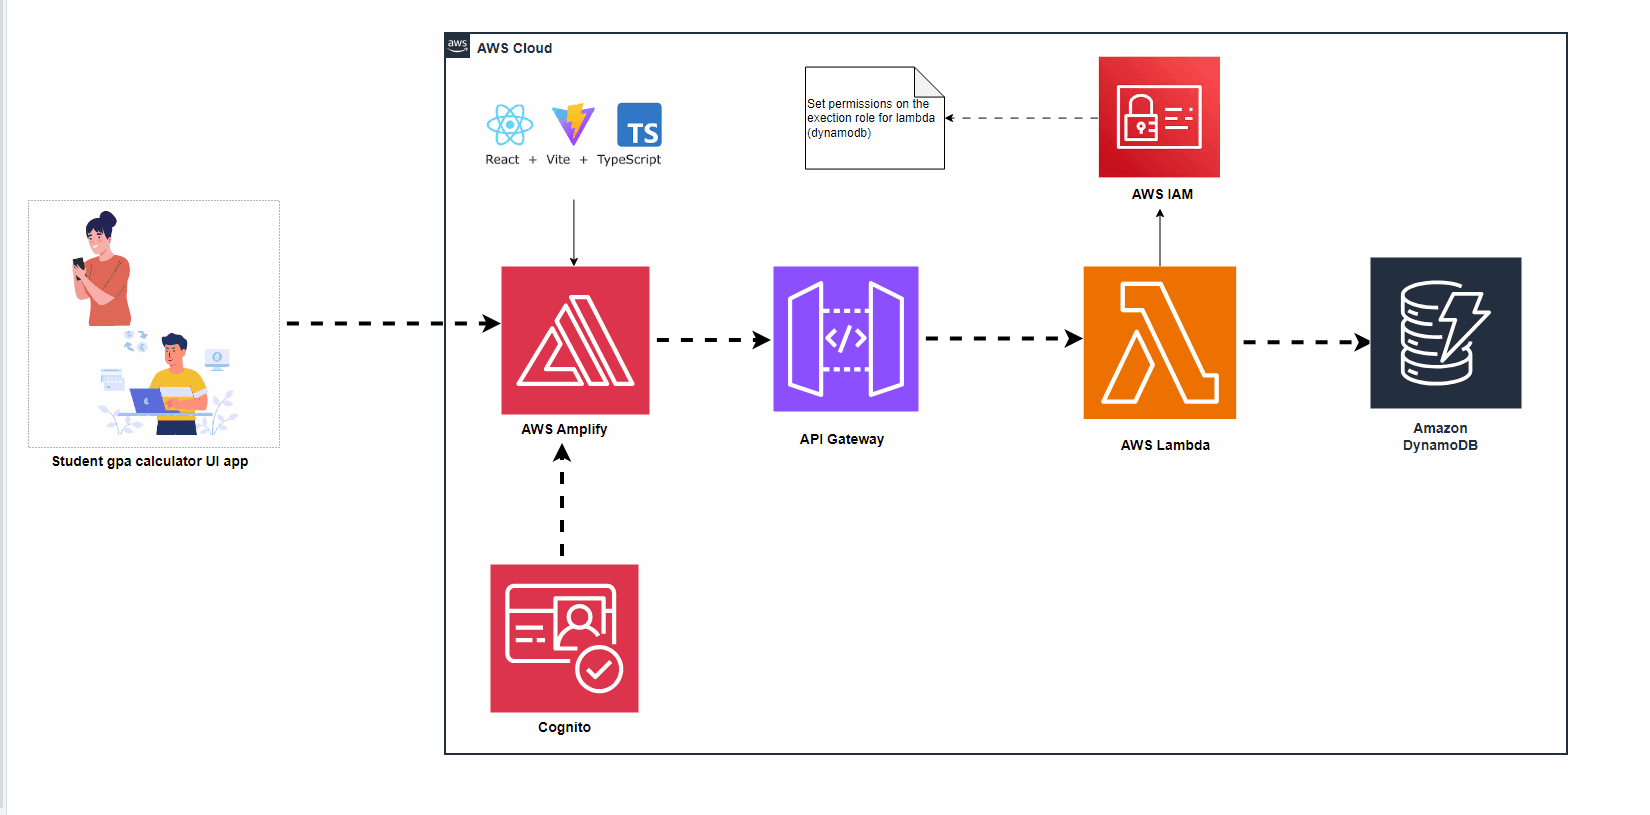 aws
AWS Cloud
Set permissions on the
exection role for lambda
(dynamodb)
TS
React + Vite + TypeScript
AWS IAM
AWS Amplify
API Gateway
AWS Lambda
Amazon
DynamoDB
Student gpa calculator UI app
Cognito